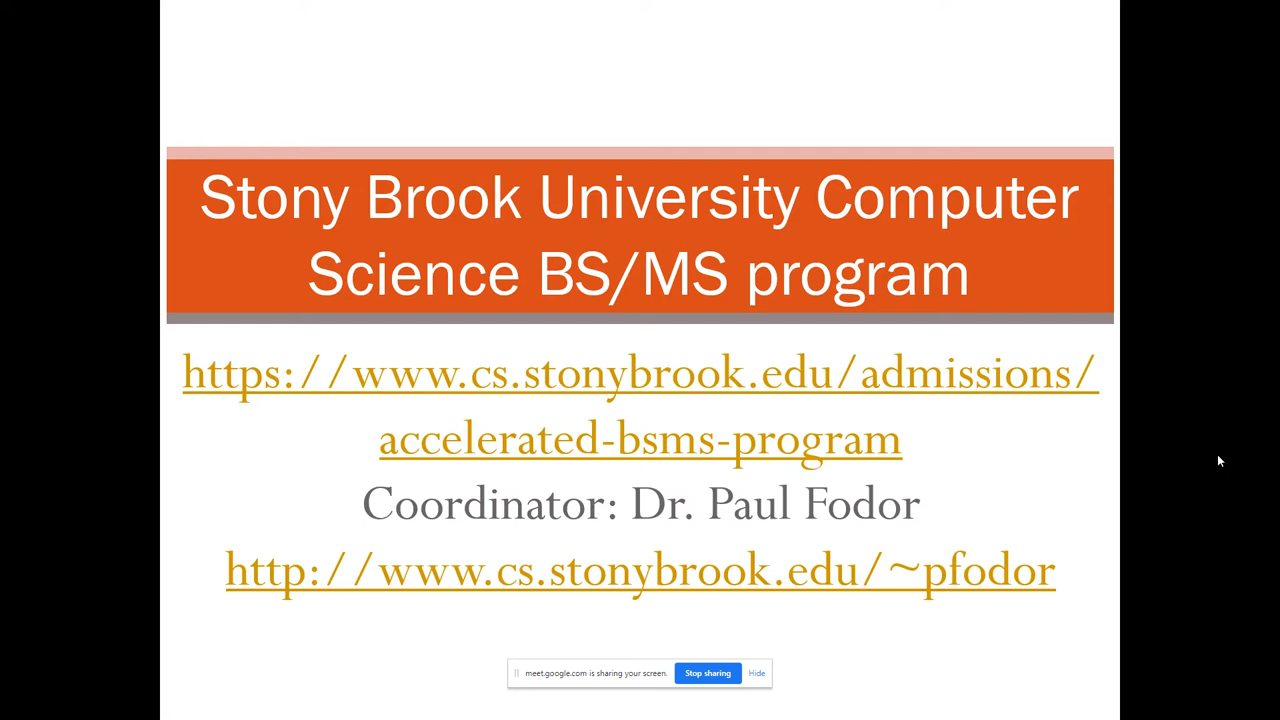 Stony Brook University Computer
Science BS/MS program
https://www.cs.stonybrook.edu/admissions/
accelerated-bsms-program
Coordinator: Dr. Paul Fodor
http://www.cs.stonybrook.edu/~pfodor
meet.google.com is sharing your screen. Stop sharing Hide